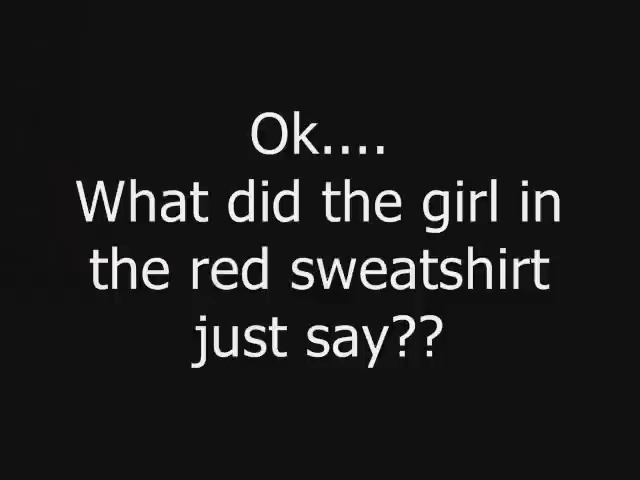 Ok....
What did the girl in
the red sweatshirt
just say??